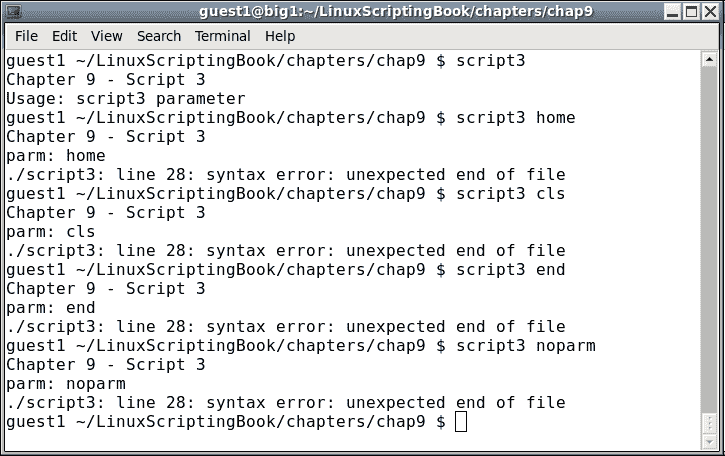 guest1@big1:~/LinuxScriptingBook/chapters/chap9
File Edit View Search Terminal Help
guest1 ~/LinuxScriptingBook/chapters/chap9 $ script3
Chapter 9 - Script 3
Usage: script3 parameter
guest1 ~/LinuxScriptingBook/chapters/chap9 $ script3 home
Chapter 9 - Script 3
parm: home
./script3: line 28: syntax error: unexpected end of file
guest1 ~/LinuxScriptingBook/chapters/chap9 $ script3 cls
Chapter 9 - Script 3
parm: cls
./script3: line 28: syntax error: unexpected end of file
guest1 ~/LinuxScriptingBook/chapters/chap9 $ script3 end
Chapter 9 - Script 3
parm: end
./script3: line 28: syntax error: unexpected end of file
guest1 ~/LinuxScriptingBook/chapters/chap9 $ script3 noparm
Chapter 9 - Script 3
parm: noparm
./script3: line 28: syntax error: unexpected end of file
guest1 ~/LinuxScriptingBook/chapters/chap9 $